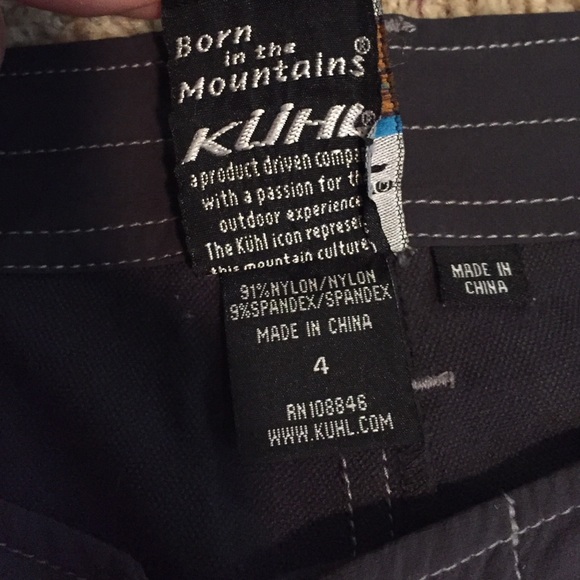 Born
in the
Mountains®
KÜHL®
a product driven compa
with a passion for th
outdoor experience
The Kühl icon represe
this mountain culture
91%NYLON/NYLON
9%SPANDEX/SPANDEX
MADE IN CHINA
4
RN108846
WWW.KUHL.COM
MADE IN
CHINA